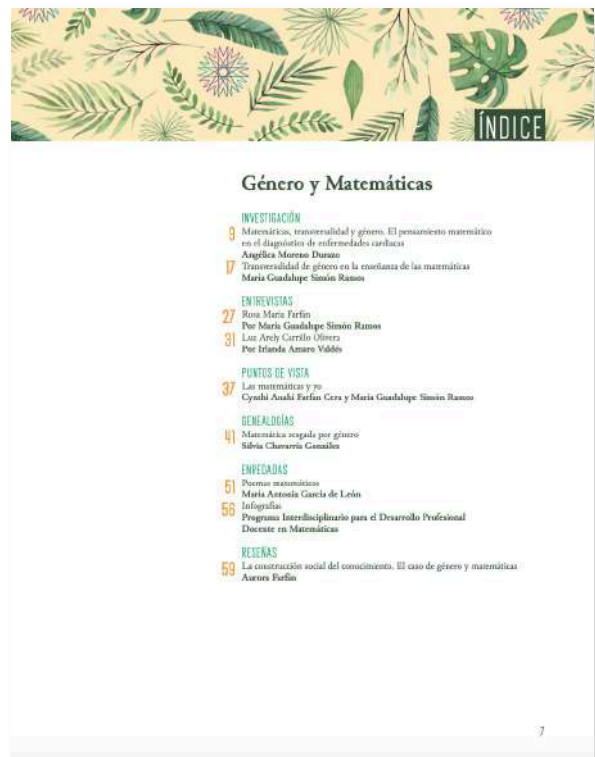 ÍNDICE
Género y Matemáticas
INVESTIGACIÓN
9 Matemáticas, transversalidad y género. El pensamiento matemático
en el diagnóstico de enfermedades cardiacas
Angélica Moreno Durazo
17 Transversalidad de género en la enseñanza de las matemáticas
María Guadalupe Simón Ramos
ENTREVISTAS
27 Rosa María Farfán
Por María Guadalupe Simón Ramos
31 Luz Arely Carrillo Olivera
Por Irlanda Amaro Valdés
PUNTOS DE VISTA
37 Las matemáticas y yo
Cynthi Anahí Farfán Cera y María Guadalupe Simón Ramos
GENEALOGÍAS
41 Matemática sesgada por género
Silvia Chavarría González
ENREDADAS
51 Poemas matemáticos
María Antonia García de León
56 Infografías
Programa Interdisciplinario para el Desarrollo Profesional
Docente en Matemáticas
RESEÑAS
59 La construcción social del conocimiento. El caso de género y matemáticas
Aurora Farfán
7